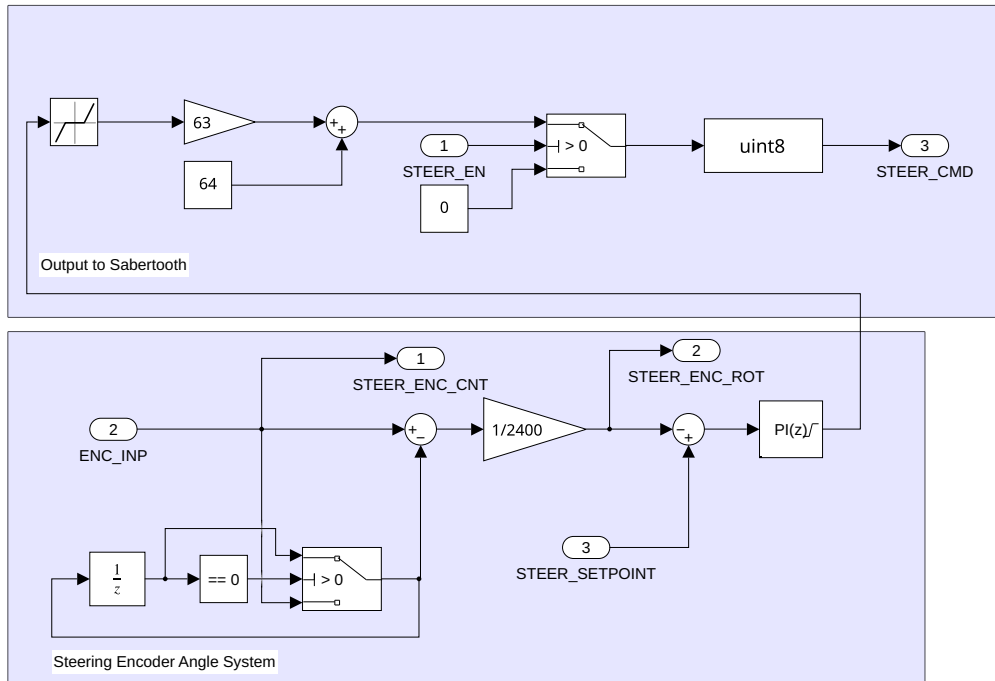 63
+
+
64
1
STEER_EN
0
> 0
uint8
3
STEER_CMD
Output to Sabertooth
1
STEER_ENC_CNT
2
STEER_ENC_ROT
2
ENC_INP
+
−
1/2400
−
+
PI(z)
3
STEER_SETPOINT
1
z
== 0
> 0
Steering Encoder Angle System